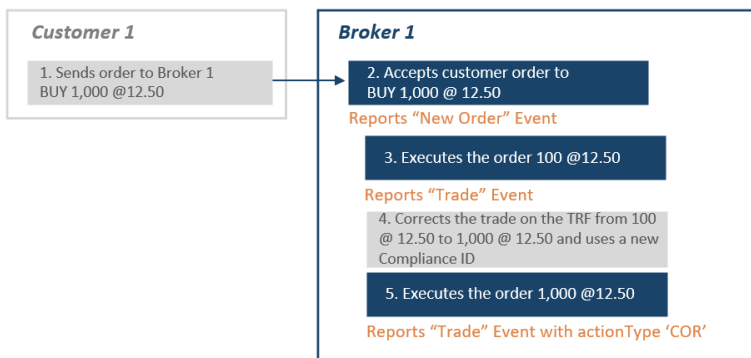 Customer 1
1. Sends order to Broker 1
BUY 1,000 @12.50
Broker 1
2. Accepts customer order to
BUY 1,000 @ 12.50
Reports “New Order” Event
3. Executes the order 100 @12.50
Reports “Trade” Event
4. Corrects the trade on the TRF from 100
@ 12.50 to 1,000 @ 12.50 and uses a new
Compliance ID
5. Executes the order 1,000 @12.50
Reports “Trade” Event with actionType ‘COR’